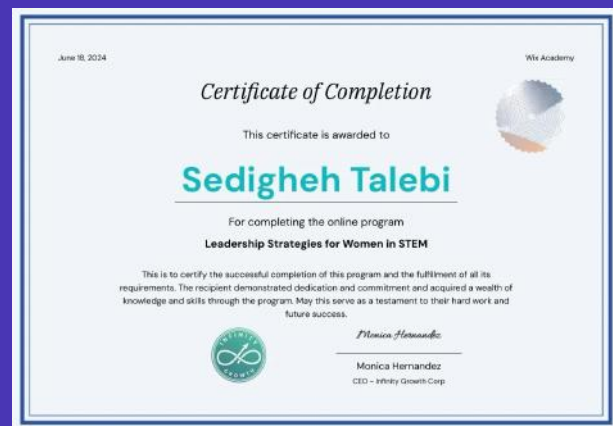 June 18, 2024
Wix Academy
Certificate of Completion
This certificate is awarded to
Sedigheh Talebi
For completing the online program
Leadership Strategies for Women in STEM
This is to certify the successful completion of this program and the fulfillment of all its
requirements. The recipient demonstrated dedication and commitment and acquired a wealth of
knowledge and skills through the program. May this serve as a testament to their hard work and
future success.
INFINITY
GROWTH
Monica Hernandez
Monica Hernandez
CEO – Infinity Growth Corp